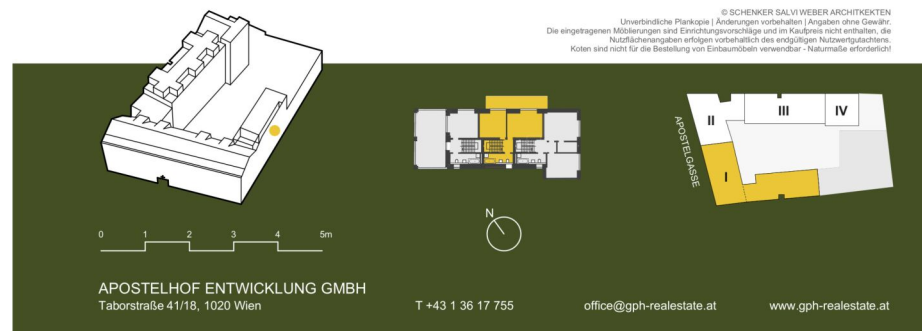 © SCHENKER SALVI WEBER ARCHITKEKTEN
Unverbindliche Plankopie | Änderungen vorbehalten | Angaben ohne Gewähr.
Die eingetragenen Möblierungen sind Einrichtungsvorschläge und im Kaufpreis nicht enthalten, die
Nutzflächenangaben erfolgen vorbehaltlich des endgültigen Nutzwertgutachtens.
Koten sind nicht für die Bestellung von Einbaumöbeln verwendbar - Naturmaße erforderlich!
II
III
IV
APOSTELGASSE
I
N
0 1 2 3 4 5m
APOSTELHOF ENTWICKLUNG GMBH
Taborstraße 41/18, 1020 Wien
T +43 1 36 17 755
office@gph-realestate.at
www.gph-realestate.at